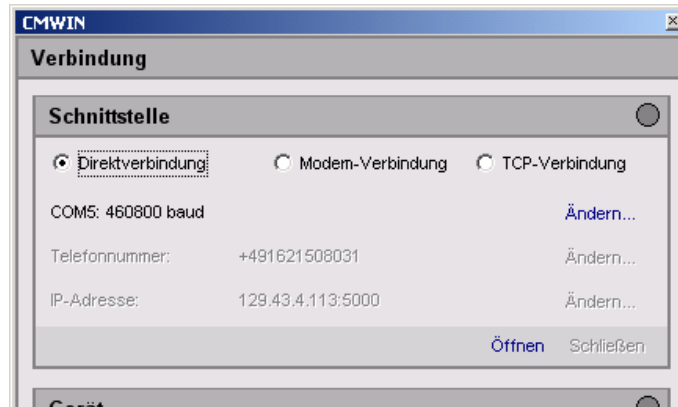 CMWIN
Verbindung
Schnittstelle
Direktverbindung Modem-Verbindung TCP-Verbindung
COM5: 460800 baud Ändern...
Telefonnummer: +491621508031 Ändern...
IP-Adresse: 129.43.4.113:5000 Ändern...
Öffnen Schließen
Gerät